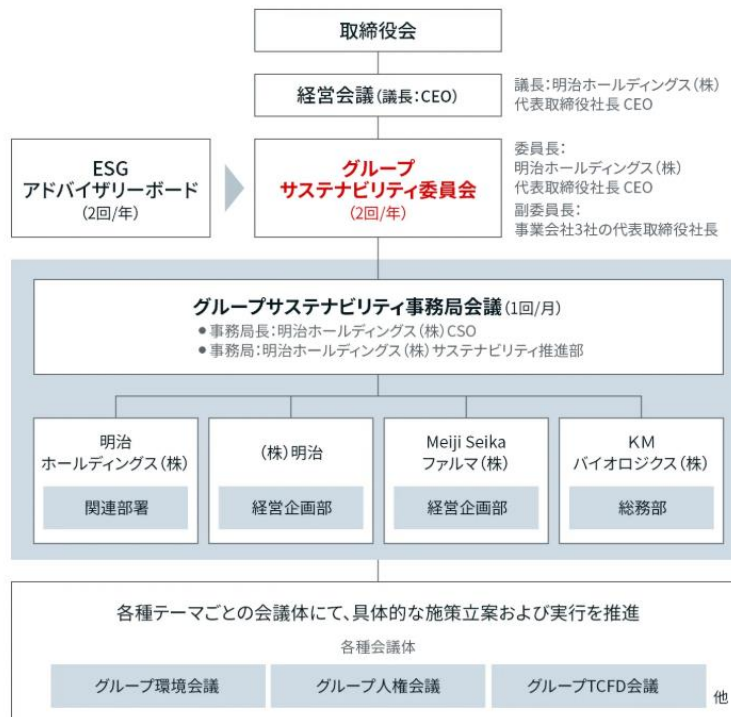 取締役会
経営会議(議長:CEO)
議長:明治ホールディングス(株)
代表取締役社長 CEO
ESG
アドバイザリーボード
(2回/年)
グループ
サステナビリティ委員会
(2回/年)
委員長:
明治ホールディングス(株)
代表取締役社長 CEO
副委員長:
事業会社3社の代表取締役社長
グループサステナビリティ事務局会議(1回/月)
●事務局長:明治ホールディングス(株)CSO
●事務局:明治ホールディングス(株)サステナビリティ推進部
明治
ホールディングス(株)
関連部署
(株)明治
経営企画部
Meiji Seika
ファルマ(株)
経営企画部
KM
バイオロジクス(株)
総務部
各種テーマごとの会議体にて、具体的な施策立案および実行を推進
各種会議体
グループ環境会議
グループ人権会議
グループTCFD会議
他